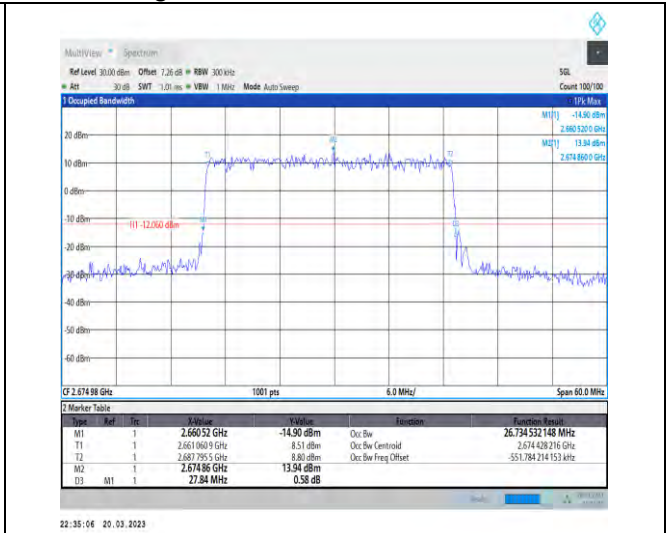 MultiView Spectrum
Ref Level 30.00 dBm Offset 7.26 dB RBW 300 kHz SGL
Att 30 dB SWT 1.01 ms VBW 1 MHz Mode Auto Sweep Count 100/100
1 Occupied Bandwidth 1Pk Max
M1[1] -14.90 dBm
2.660 520 0 GHz
M2[1] 13.94 dBm
2.674 860 0 GHz
20 dBm
M2
T1 T2
10 dBm
0 dBm
-10 dBm
H1 -12.060 dBm
-20 dBm
-30 dBm
-40 dBm
-50 dBm
-60 dBm
CF 2.674 98 GHz 1001 pts 6.0 MHz/ Span 60.0 MHz
2 Marker Table
Type Ref Trc X-Value Y-Value Function Function Result
M1 1 2.660 52 GHz -14.90 dBm Occ Bw 26.734 532 148 MHz
T1 1 2.661 060 9 GHz 8.51 dBm Occ Bw Centroid 2.674 428 216 GHz
T2 1 2.687 795 5 GHz 8.80 dBm Occ Bw Freq Offset -551.784 214 153 kHz
M2 1 2.674 86 GHz 13.94 dBm
D3 M1 1 27.84 MHz 0.58 dB
22:35:06 20.03.2023